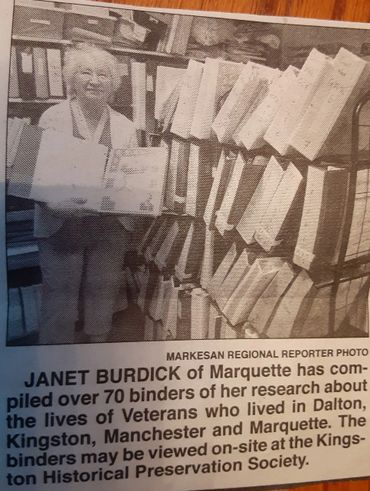 MARKESAN REGIONAL REPORTER PHOTO
JANET BURDICK of Marquette has com-
piled over 70 binders of her research about
the lives of Veterans who lived in Dalton,
Kingston, Manchester and Marquette. The
binders may be viewed on-site at the Kings-
ton Historical Preservation Society.